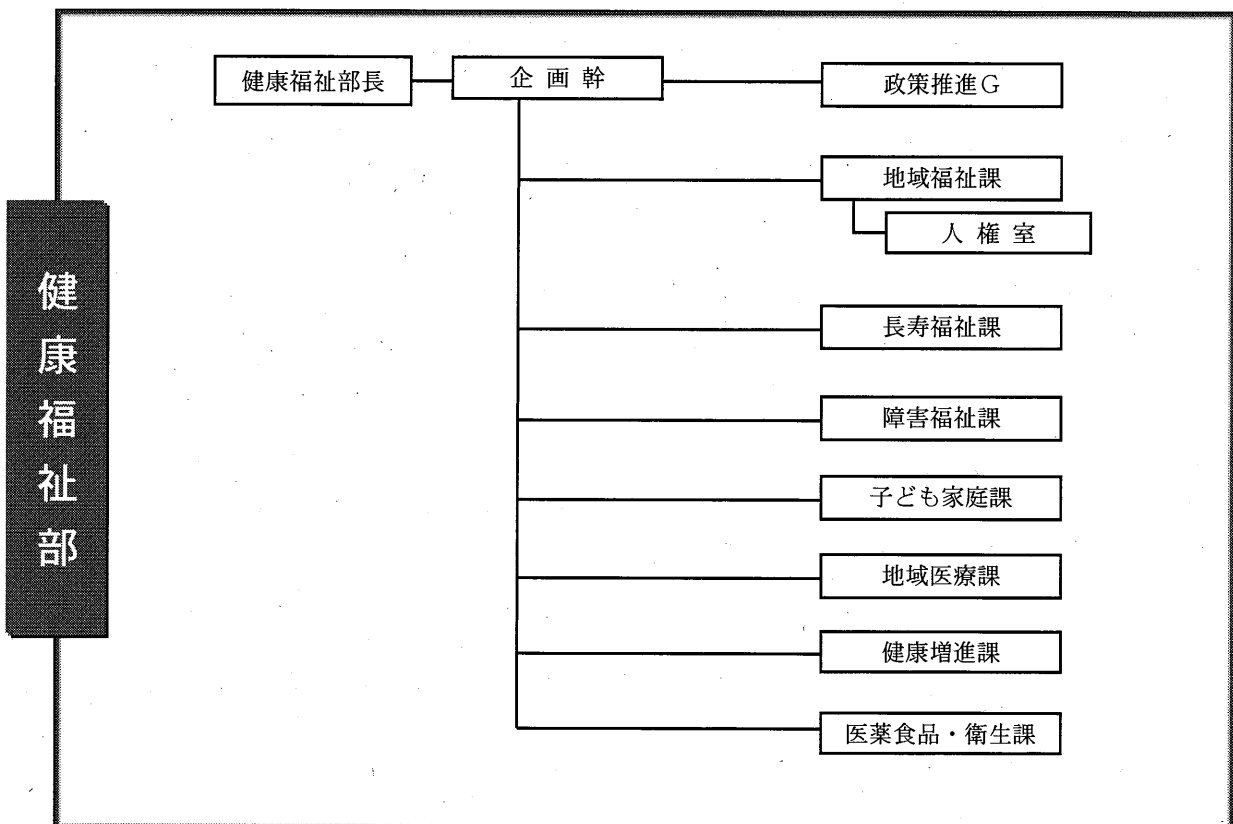 健康福祉部
健康福祉部長
企画幹
政策推進G
地域福祉課
人権室
長寿福祉課
障害福祉課
子ども家庭課
地域医療課
健康増進課
医薬食品・衛生課